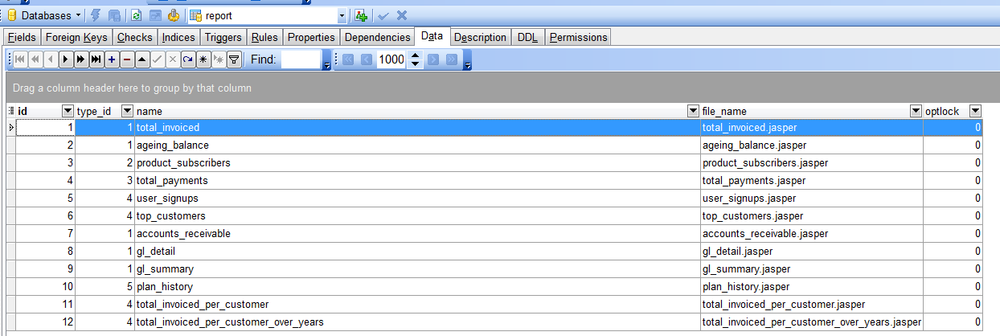 Databases report
Fields Foreign Keys Checks Indices Triggers Rules Properties Dependencies Data Description DDL Permissions
Find: 1000
Drag a column header here to group by that column
id type_id name file_name optlock
1 1 total_invoiced total_invoiced.jasper 0
2 1 ageing_balance ageing_balance.jasper 0
3 2 product_subscribers product_subscribers.jasper 0
4 3 total_payments total_payments.jasper 0
5 4 user_signups user_signups.jasper 0
6 4 top_customers top_customers.jasper 0
7 1 accounts_receivable accounts_receivable.jasper 0
8 1 gl_detail gl_detail.jasper 0
9 1 gl_summary gl_summary.jasper 0
10 5 plan_history plan_history.jasper 0
11 4 total_invoiced_per_customer total_invoiced_per_customer.jasper 0
12 4 total_invoiced_per_customer_over_years total_invoiced_per_customer_over_years.jasper 0